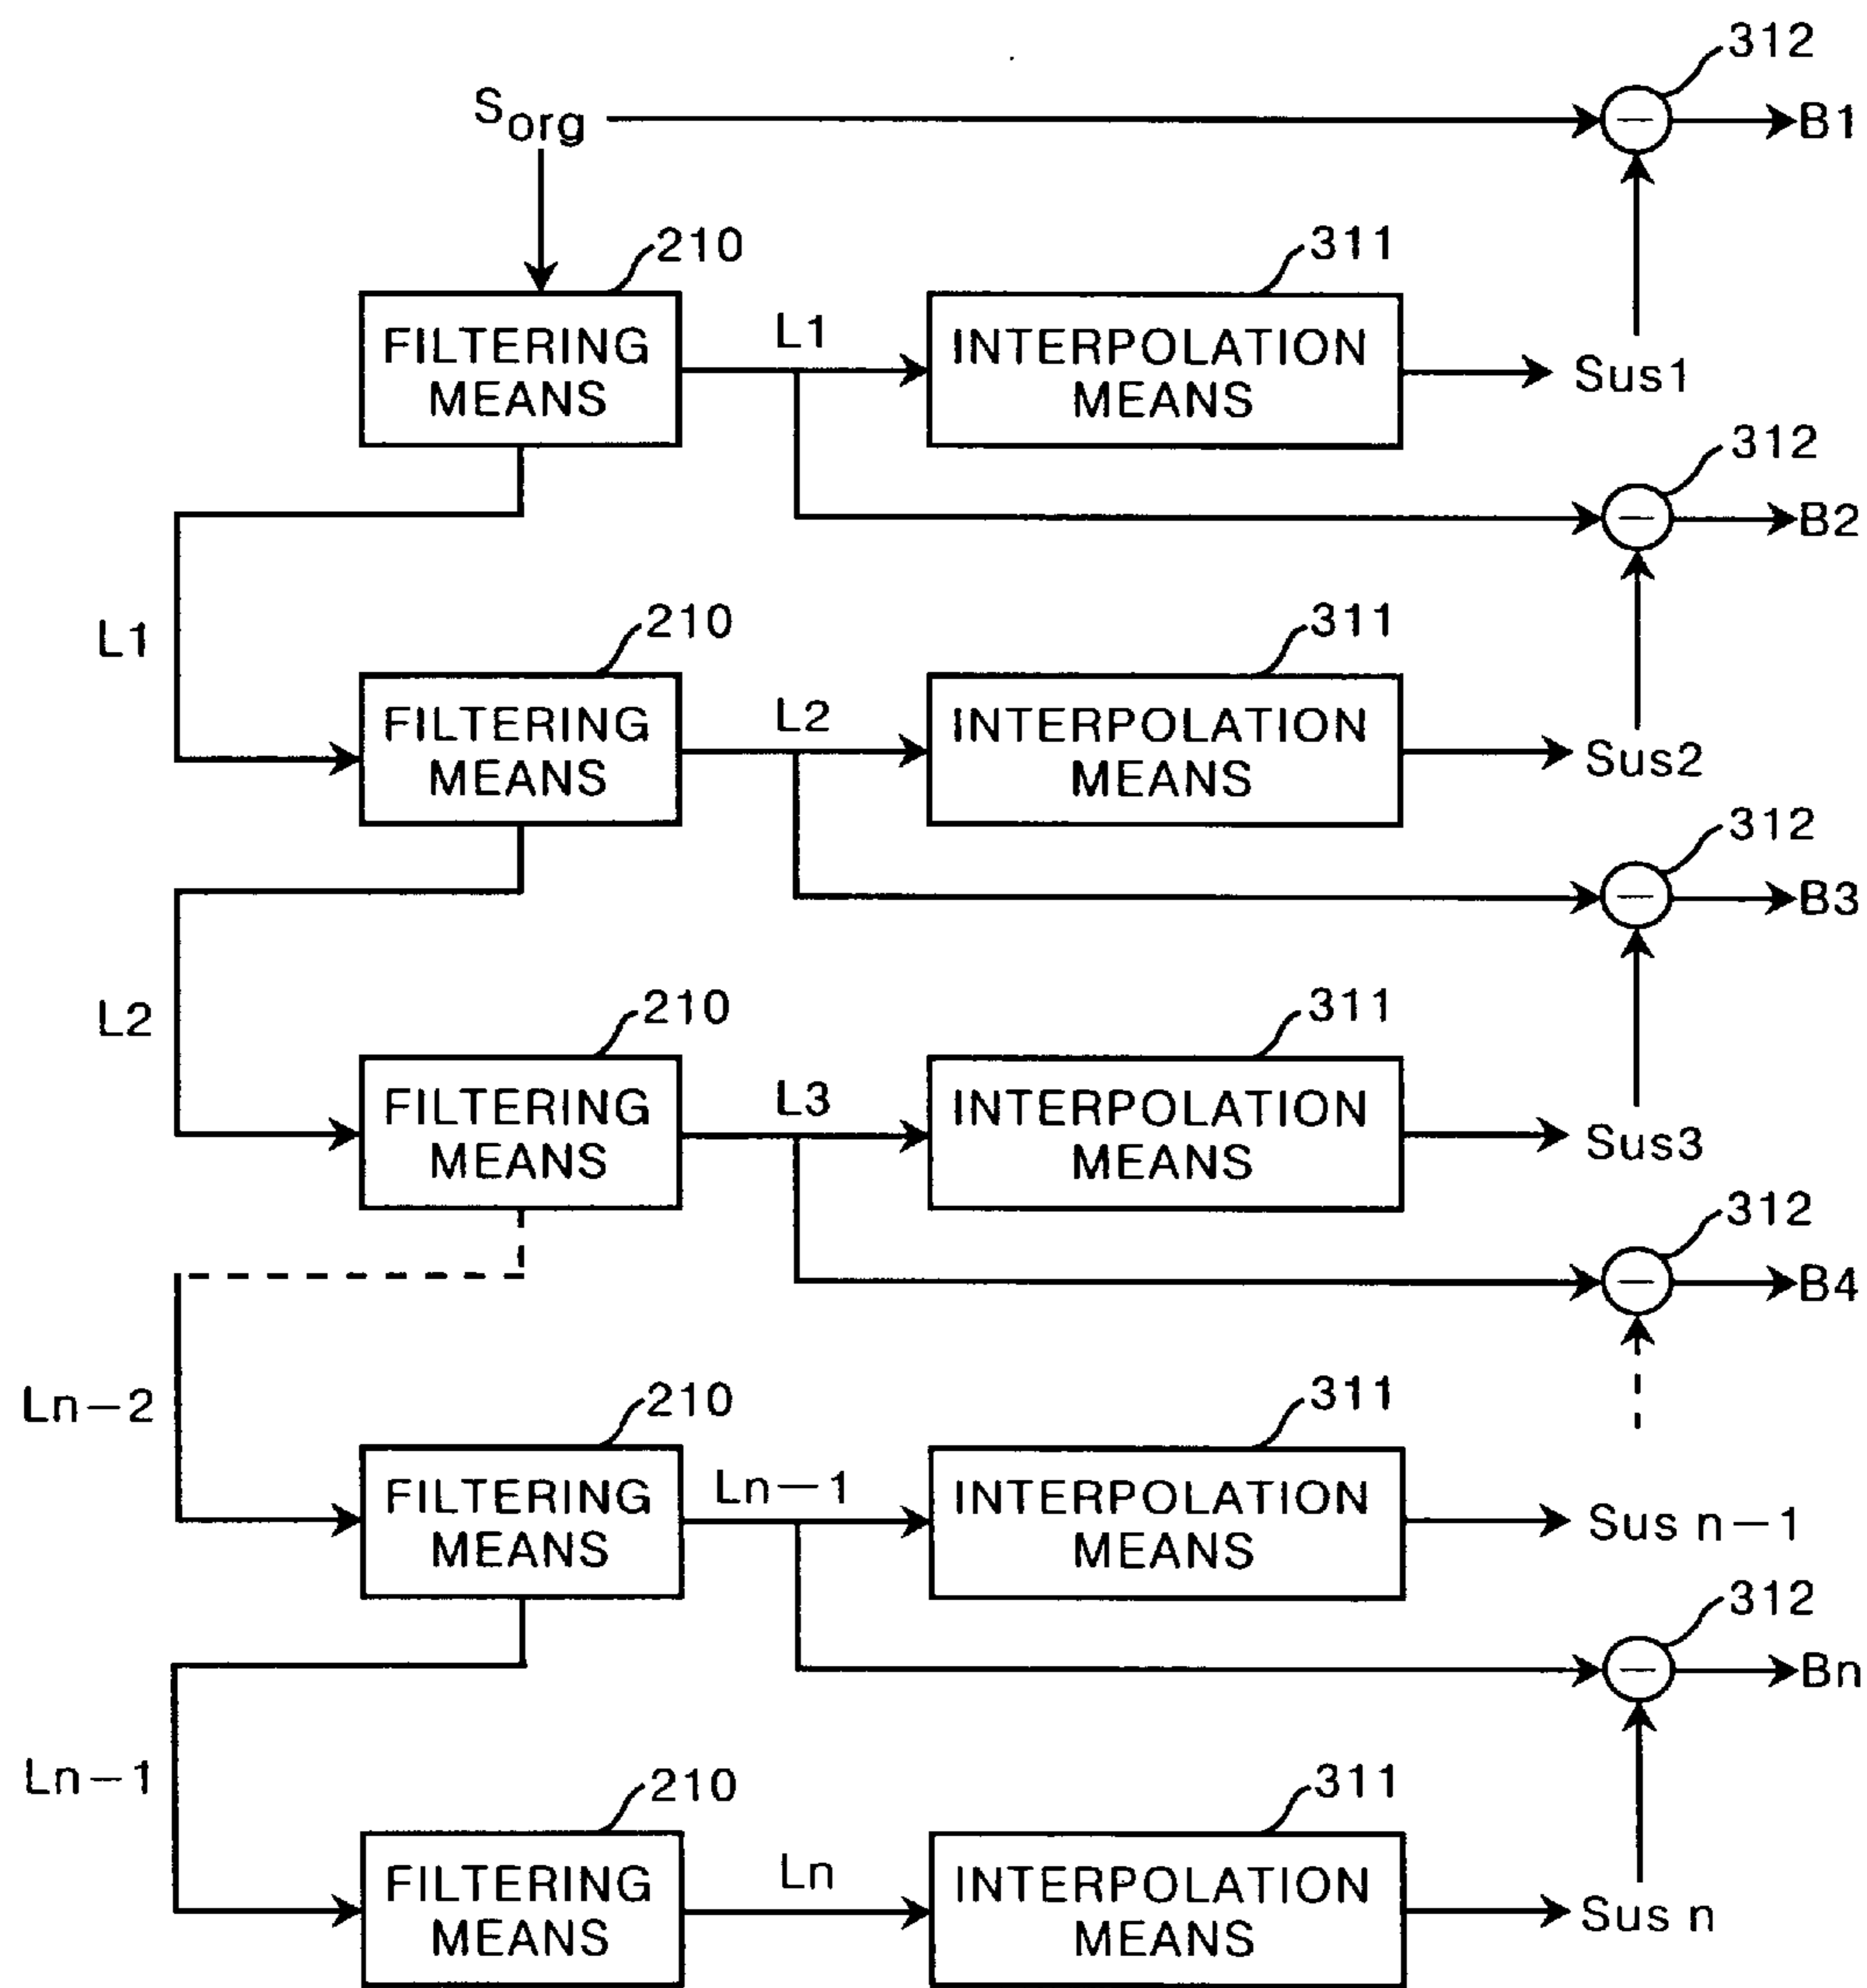 312
Sorg
B1
210
311
FILTERING
MEANS
L1
INTERPOLATION
MEANS
Sus1
312
B2
L1
210
311
FILTERING
MEANS
L2
INTERPOLATION
MEANS
Sus2
312
B3
L2
210
311
FILTERING
MEANS
L3
INTERPOLATION
MEANS
Sus3
312
B4
Ln-2
210
311
FILTERING
MEANS
Ln-1
INTERPOLATION
MEANS
Sus n-1
312
Bn
Ln-1
210
311
FILTERING
MEANS
Ln
INTERPOLATION
MEANS
Sus n